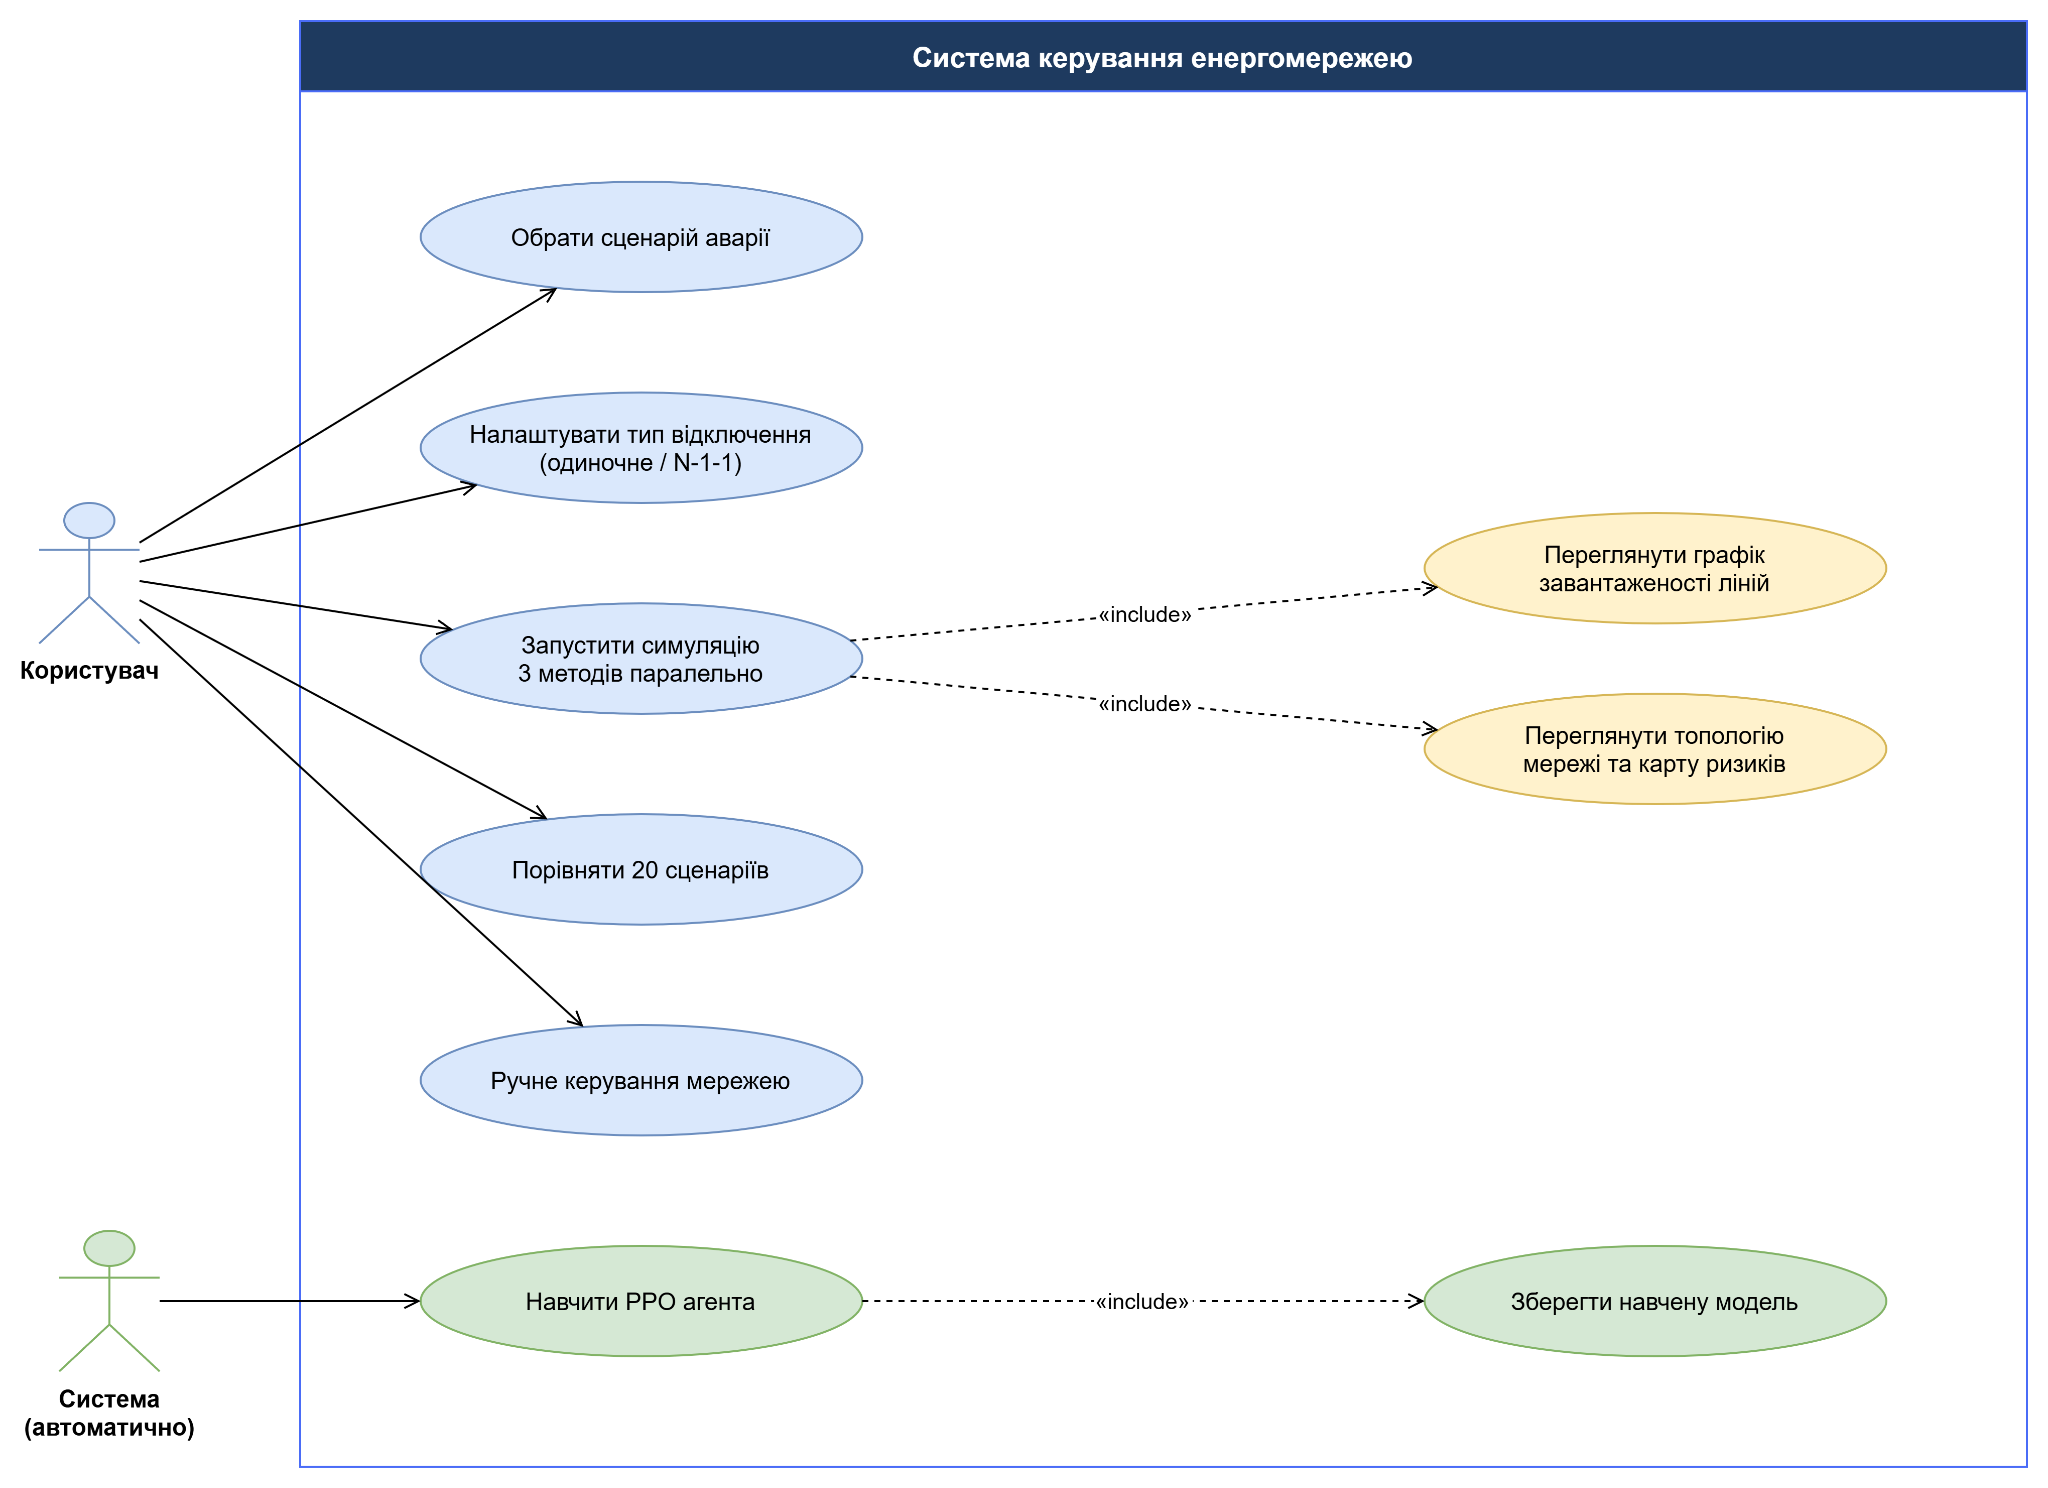 Система керування енергомережею
Обрати сценарій аварії
Налаштувати тип відключення
(одиночне / N-1-1)
Користувач
Запустити симуляцію
3 методів паралельно
«include»
«include»
Переглянути графік
завантаженості ліній
Переглянути топологію
мережі та карту ризиків
Порівняти 20 сценаріїв
Ручне керування мережею
Система
(автоматично)
Навчити PPO агента
«include»
Зберегти навчену модель